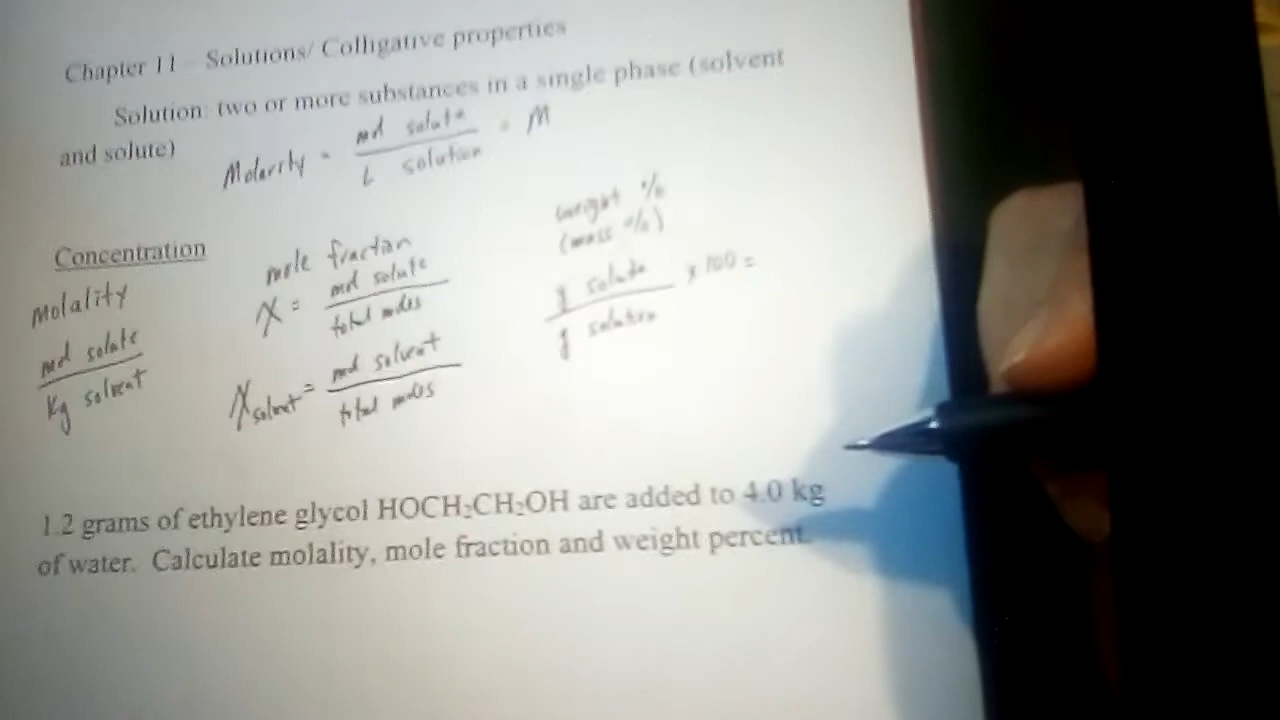 Chapter 11 - Solutions/ Colligative properties
Solution: two or more substances in a single phase (solvent
and solute)
Molarity = mol solute / L solution = M
Concentration
Molality
mol solute
Kg solvent
mole fraction
X = mol solute / total moles
Xsolvent = mol solvent / total moles
weight %
(mass %)
g solute / g solution x 100 =
1.2 grams of ethylene glycol HOCH₂CH₂OH are added to 4.0 kg
of water. Calculate molality, mole fraction and weight percent.